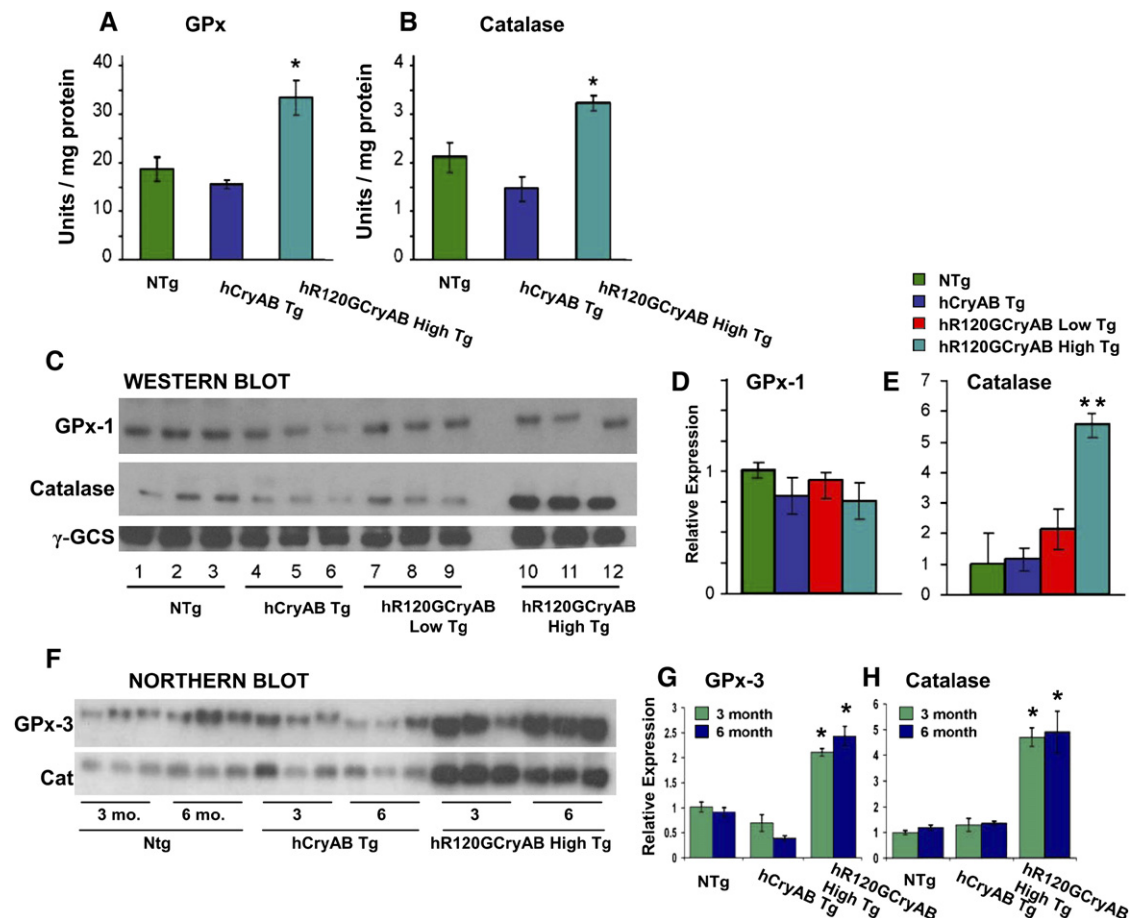 A
GPx
Units / mg protein
40
30
20
10
0
*
NTg
hCryAB Tg
hR120GCryAB High Tg
B
Catalase
Units / mg protein
4
3
2
1
0
*
NTg
hCryAB Tg
hR120GCryAB High Tg
NTg
hCryAB Tg
hR120GCryAB Low Tg
hR120GCryAB High Tg
C
WESTERN BLOT
GPx-1
Catalase
γ-GCS
1 2 3 4 5 6 7 8 9 10 11 12
NTg
hCryAB Tg
hR120GCryAB
Low Tg
hR120GCryAB
High Tg
D
GPx-1
Relative Expression
1
0
E
Catalase
7
6
5
4
3
2
1
0
**
F
NORTHERN BLOT
GPx-3
Cat
3 mo. 6 mo. 3 6 3 6
Ntg
hCryAB Tg
hR120GCryAB High Tg
G
GPx-3
3 month
6 month
Relative Expression
3
2.5
2
1.5
1
0.5
0
* *
NTg
hCryAB Tg
hR120GCryAB
High Tg
H
Catalase
3 month
6 month
6
5
4
3
2
1
0
* *
NTg
hCryAB Tg
hR120GCryAB
High Tg